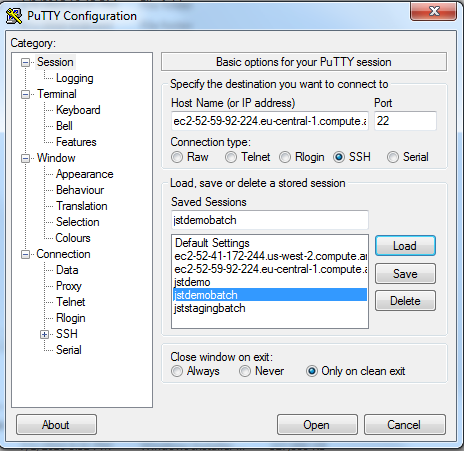 PuTTY Configuration
Category:
Session
Logging
Terminal
Keyboard
Bell
Features
Window
Appearance
Behaviour
Translation
Selection
Colours
Connection
Data
Proxy
Telnet
Rlogin
SSH
Serial
Basic options for your PuTTY session
Specify the destination you want to connect to
Host Name (or IP address) Port
ec2-52-59-92-224.eu-central-1.compute.a 22
Connection type:
Raw Telnet Rlogin SSH Serial
Load, save or delete a stored session
Saved Sessions
jstdemobatch
Default Settings
ec2-52-41-172-244.us-west-2.compute.a
ec2-52-59-92-224.eu-central-1.compute.a
jstdemo
jstdemobatch
jststagingbatch
Load
Save
Delete
Close window on exit:
Always Never Only on clean exit
About Open Cancel